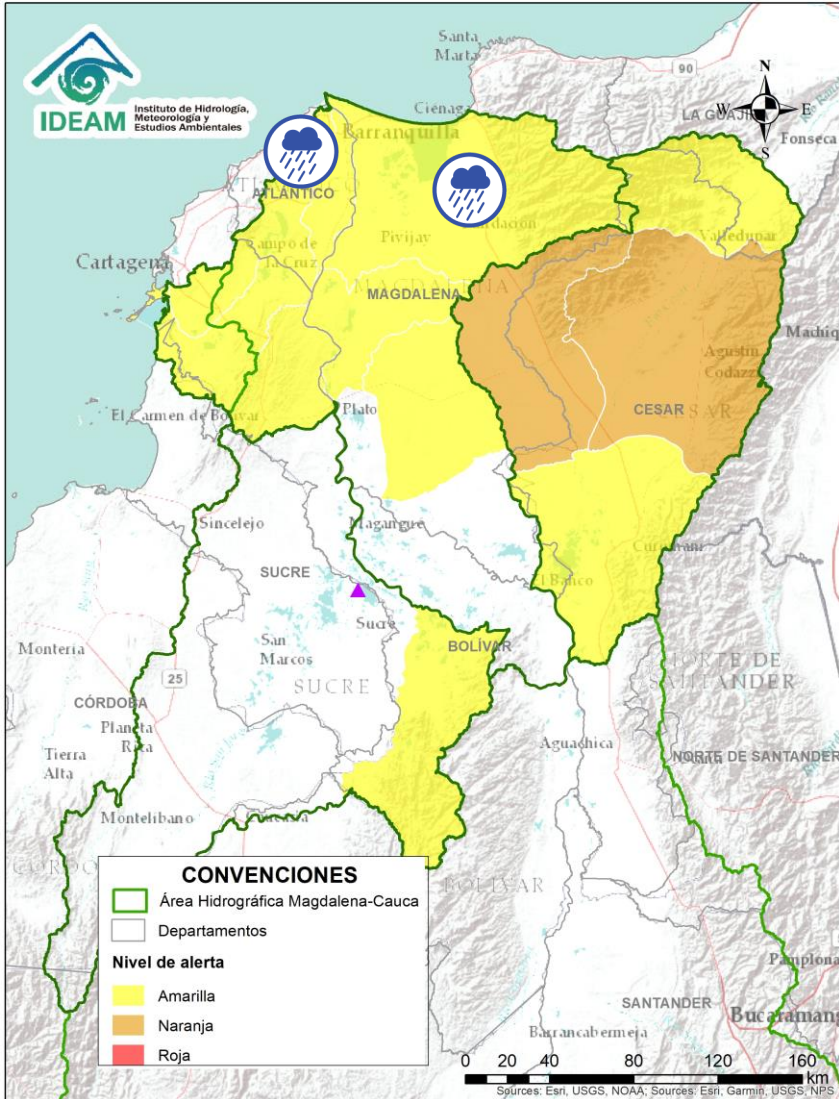 IDEAM
Instituto de Hidrología,
Meteorología y
Estudios Ambientales
Santa
Marta
90
N
W
E
S
LA GUAJIRA
Ciénaga
Fonseca
Barranquilla
ATLÁNTICO
Pivijay
Valledupar
Campo de
la Cruz
Cartagena
MAGDALENA
Agustín
Codazzi
CESAR
El Carmen de Bolívar
Plato
Sincelejo
Magangué
Curumaní
El Banco
SUCRE
Sucre
Montería
San
Marcos
BOLÍVAR
NORTE DE
SANTANDER
25
SUCRE
CÓRDOBA
Planeta
Rica
Tierra
Alta
Aguachica
NORTE DE SANTANDER
Montelíbano
BOLÍVAR
CONVENCIONES
Área Hidrográfica Magdalena-Cauca
Departamentos
Nivel de alerta
Amarilla
Naranja
Roja
Pamplona
SANTANDER
Bucaramang
Barrancabermeja
0 20 40 80 120 160
km
Sources: Esri, USGS, NOAA; Sources: Esri, Garmin, USGS, NPS